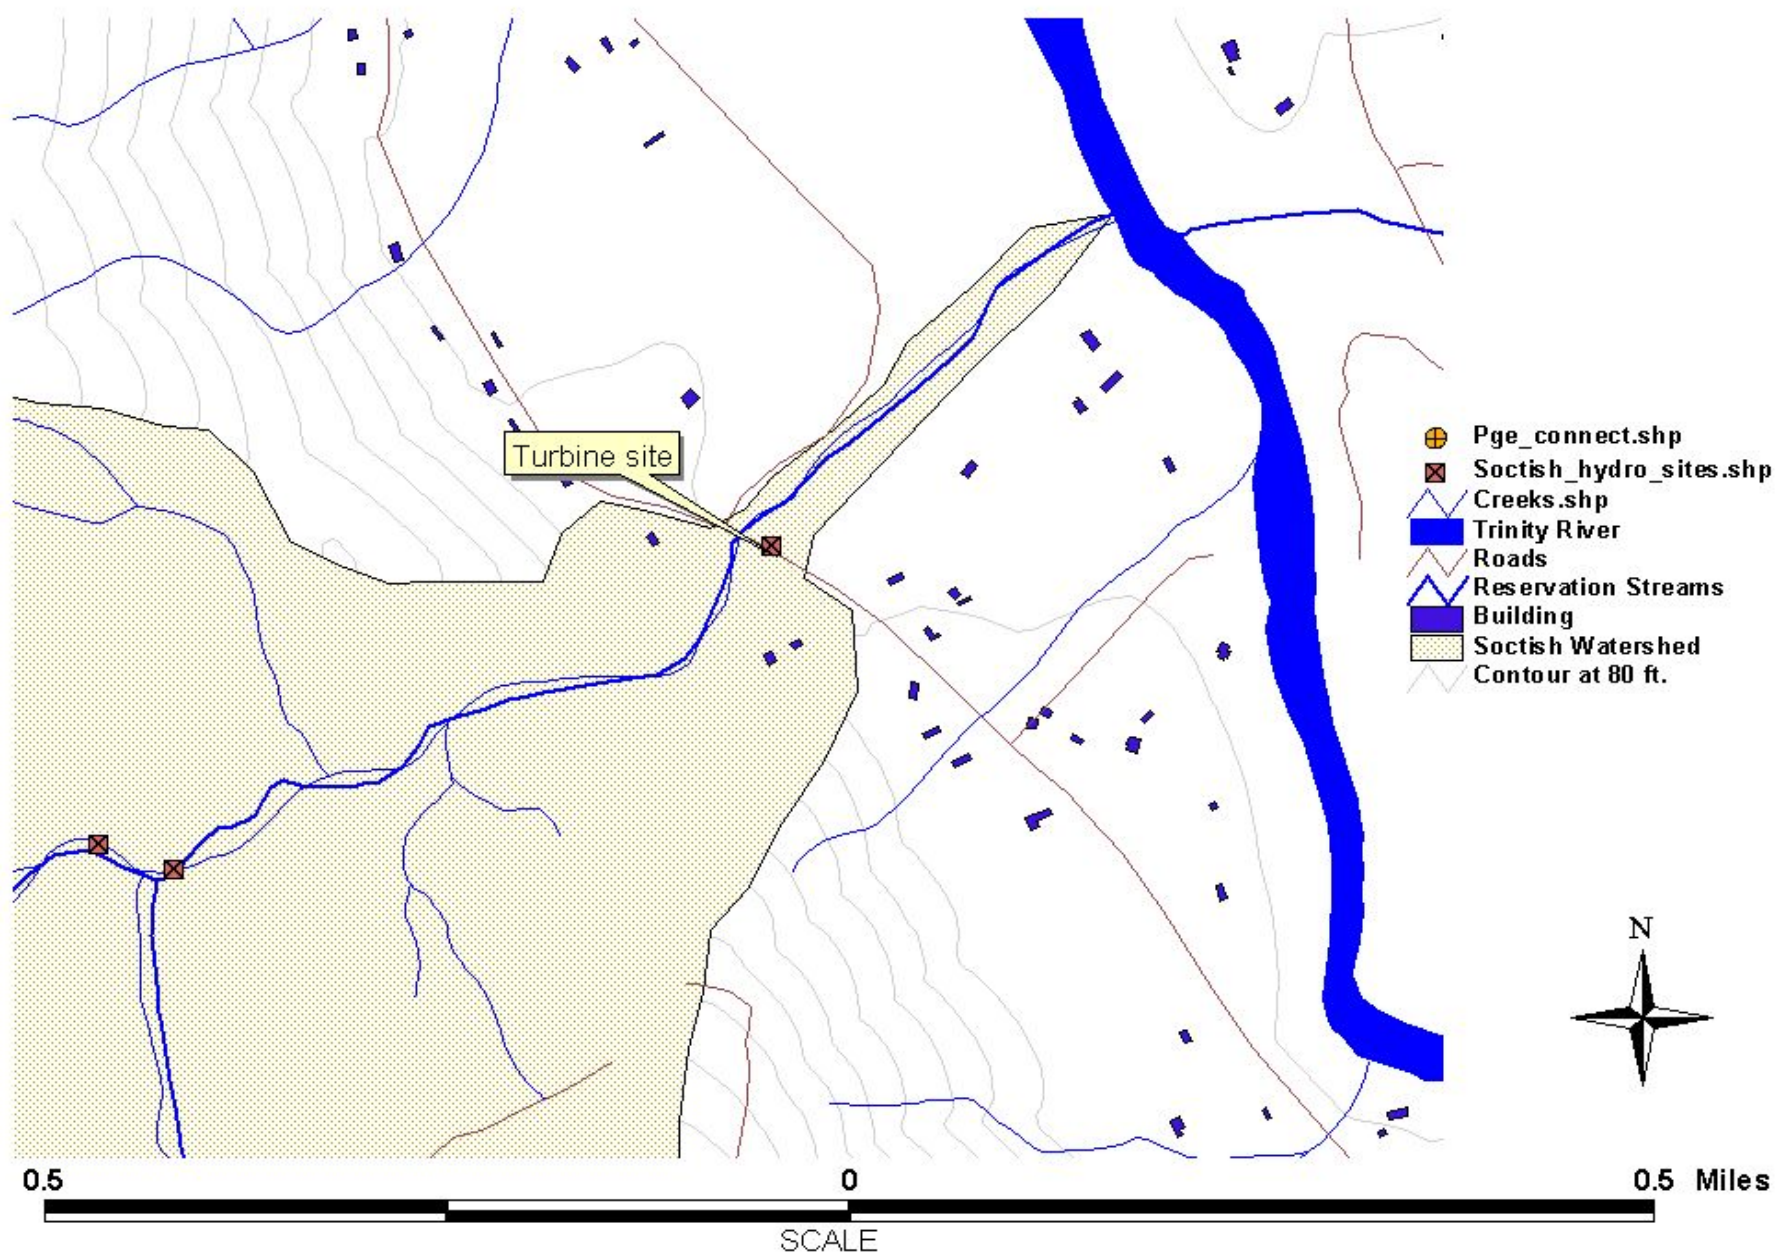 Turbine site
Pge_connect.shp
Soctish_hydro_sites.shp
Creeks.shp
Trinity River
Roads
Reservation Streams
Building
Soctish Watershed
Contour at 80 ft.
N
0.5 0 0.5 Miles
SCALE